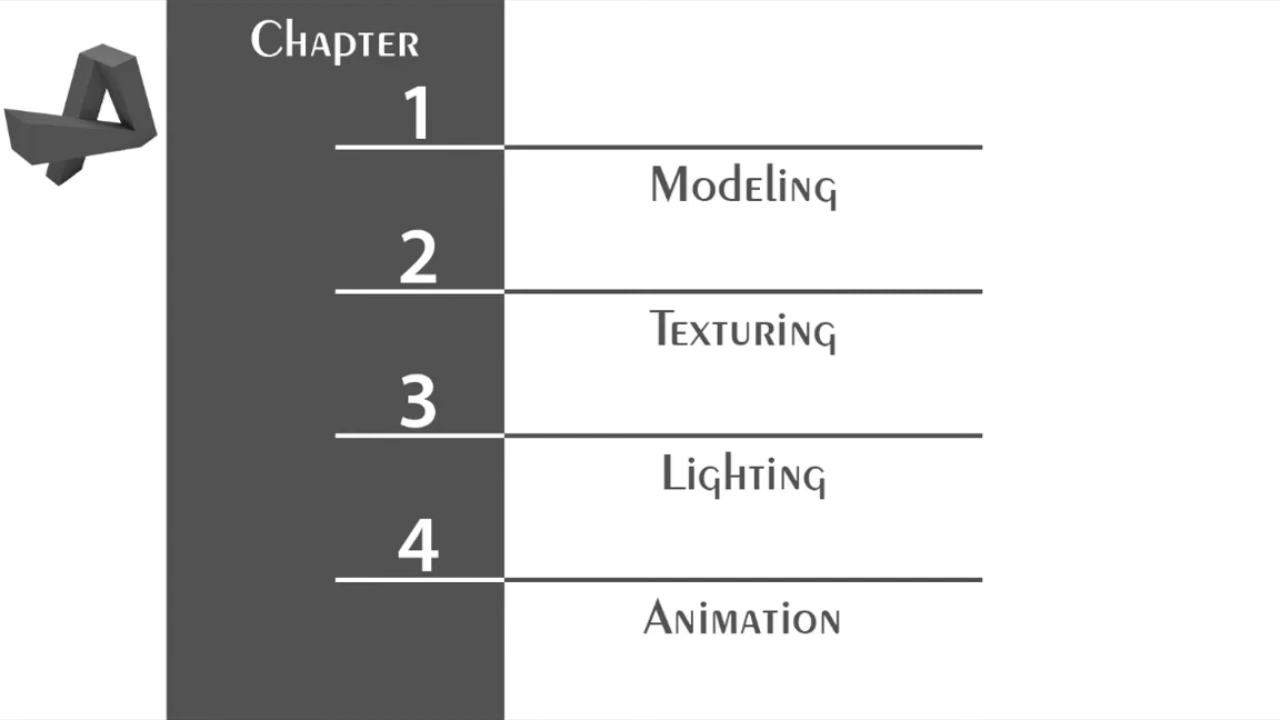 Chapter
1
Modeling
2
Texturing
3
Lighting
4
Animation